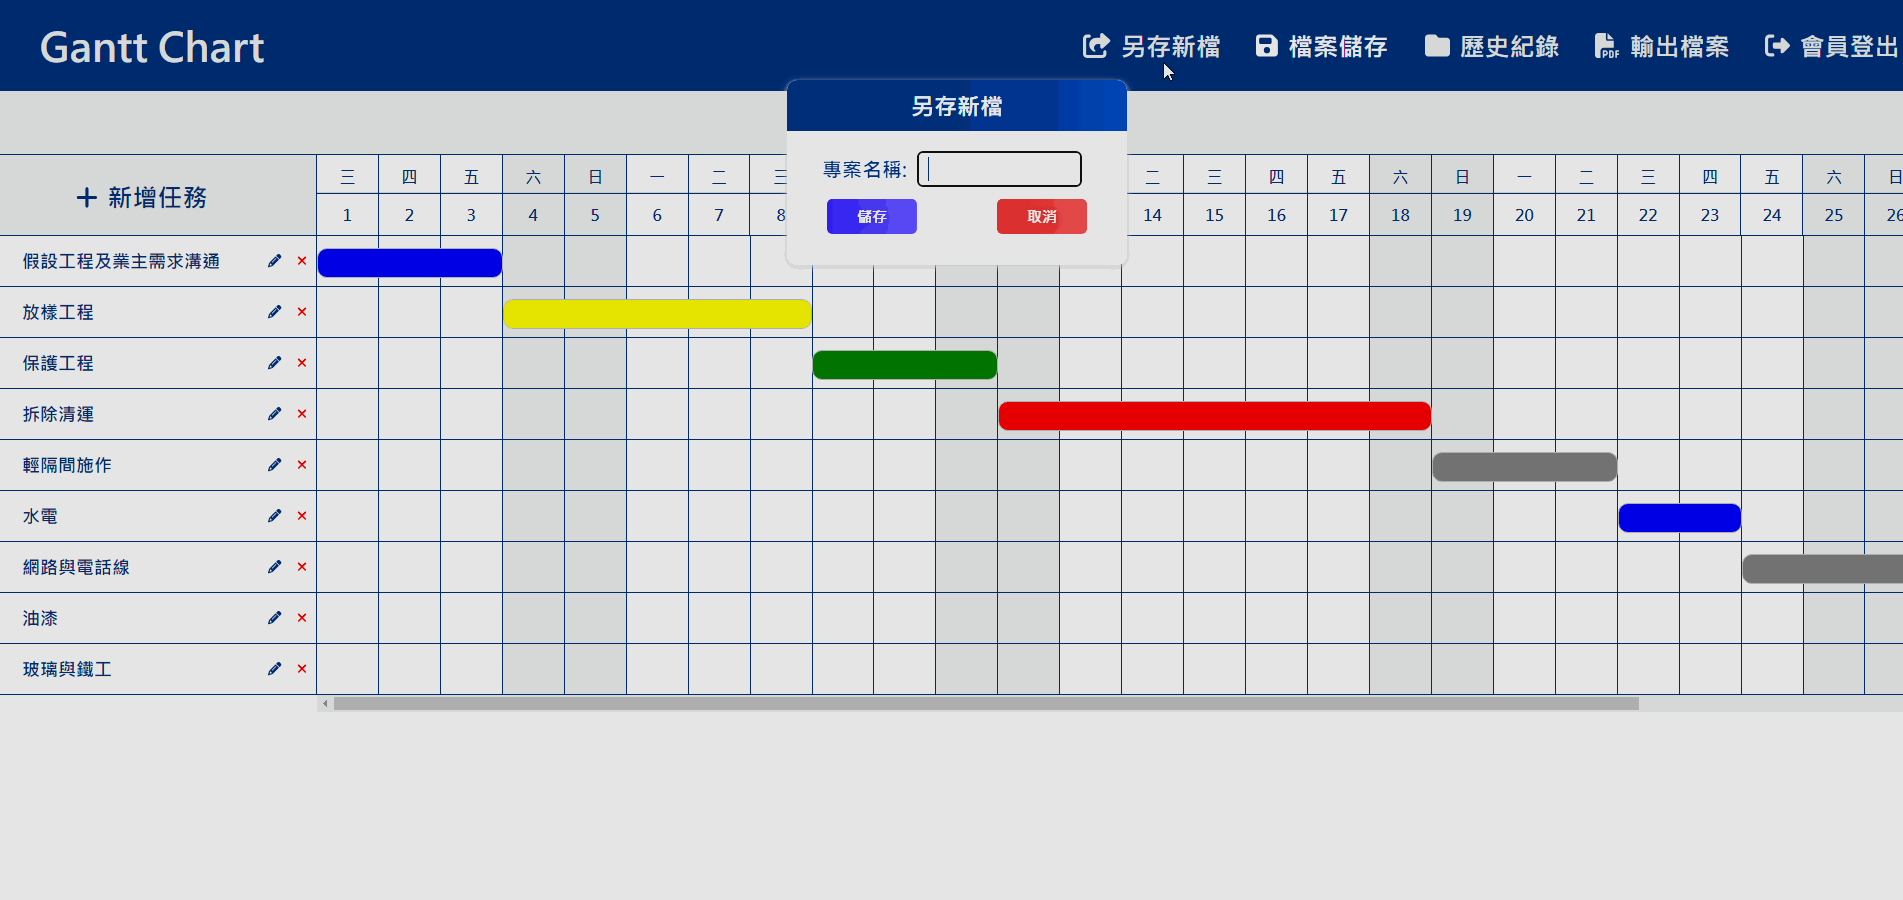 Gantt Chart
另存新檔 檔案儲存 歷史紀錄 輸出檔案 會員登出
另存新檔
專案名稱:
儲存 取消
新增任務
三 四 五 六 日 一 二 三 二 三 四 五 六 日 一 二 三 四 五 六 日
1 2 3 4 5 6 7 8 14 15 16 17 18 19 20 21 22 23 24 25 26
假設工程及業主需求溝通
放樣工程
保護工程
拆除清運
輕隔間施作
水電
網路與電話線
油漆
玻璃與鐵工